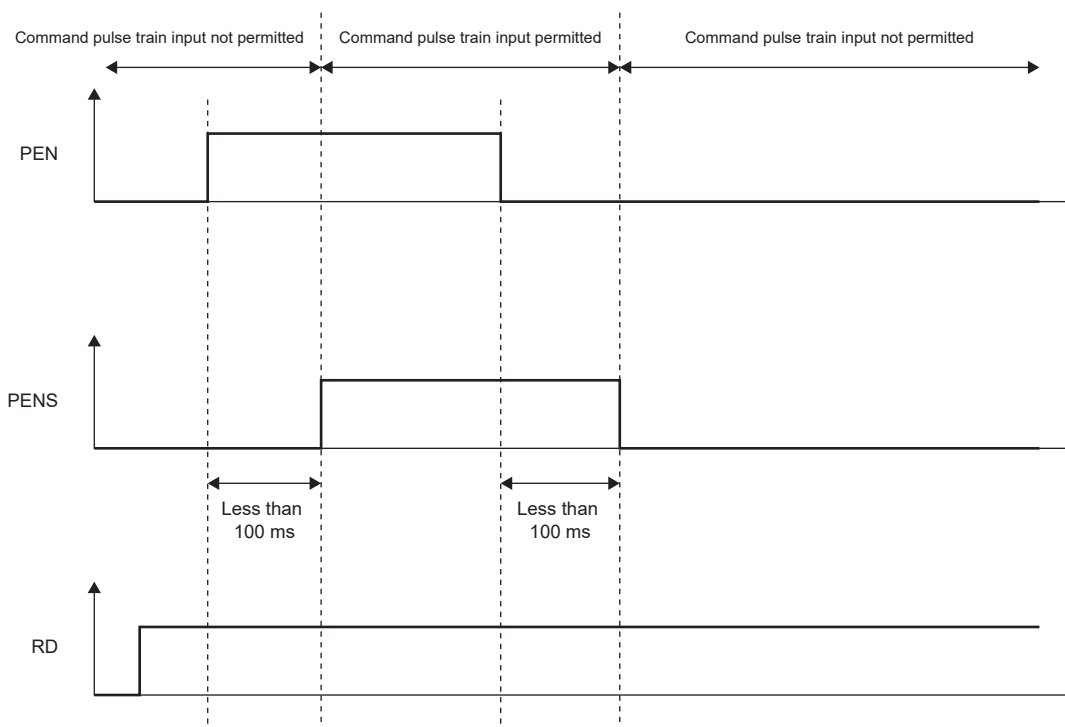 Command pulse train input not permitted
Command pulse train input permitted
Command pulse train input not permitted
PEN
PENS
Less than
100 ms
Less than
100 ms
RD